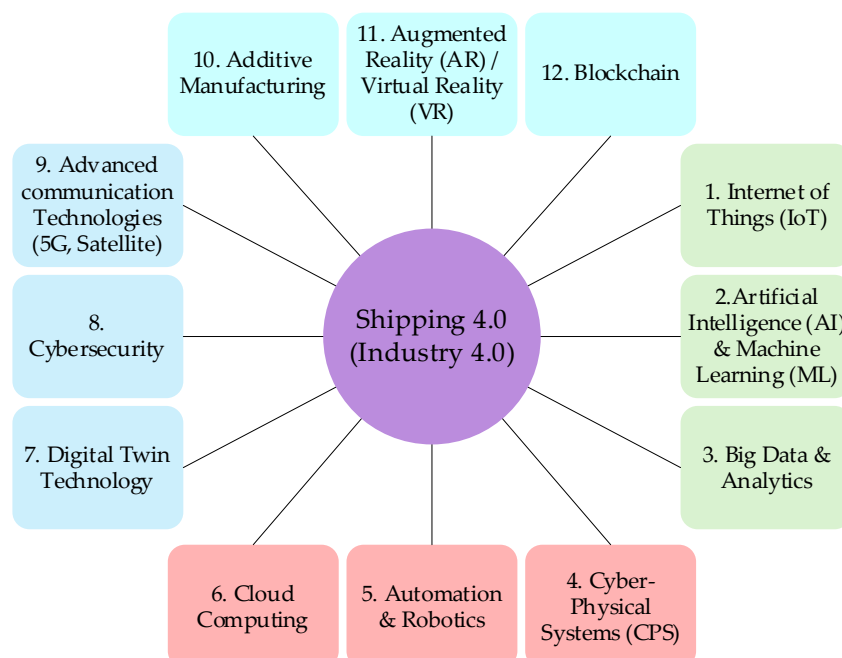 10. Additive
Manufacturing
11. Augmented
Reality (AR) /
Virtual Reality
(VR)
12. Blockchain
9. Advanced
communication
Technologies
(5G, Satellite)
1. Internet of
Things (IoT)
8.
Cybersecurity
Shipping 4.0
(Industry 4.0)
2.Artificial
Intelligence (AI)
& Machine
Learning (ML)
7. Digital Twin
Technology
3. Big Data &
Analytics
6. Cloud
Computing
5. Automation
& Robotics
4. Cyber-
Physical
Systems (CPS)